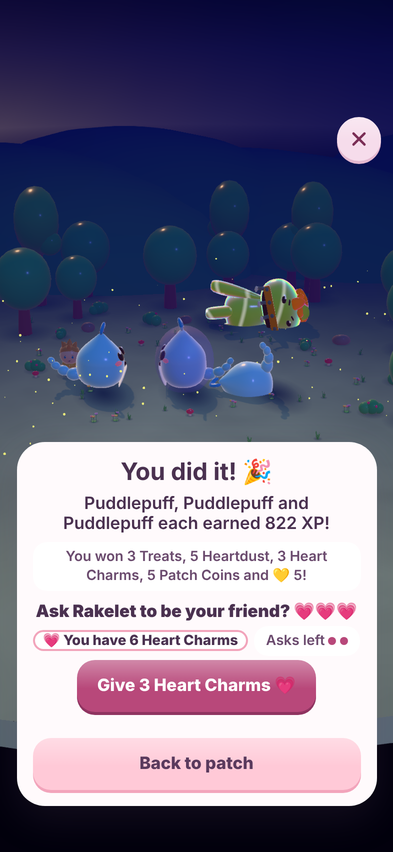 You did it! 🎉
Puddlepuff, Puddlepuff and
Puddlepuff each earned 822 XP!
You won 3 Treats, 5 Heartdust, 3 Heart
Charms, 5 Patch Coins and 💛 5!
Ask Rakelet to be your friend? 💗💗💗
💗 You have 6 Heart Charms
Asks left
Give 3 Heart Charms 💗
Back to patch